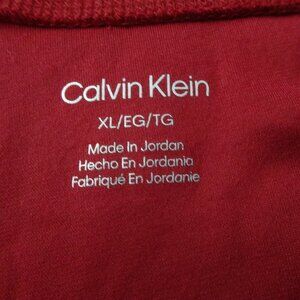 Calvin Klein
XL/EG/TG
Made In Jordan
Hecho En Jordania
Fabriqué En Jordanie